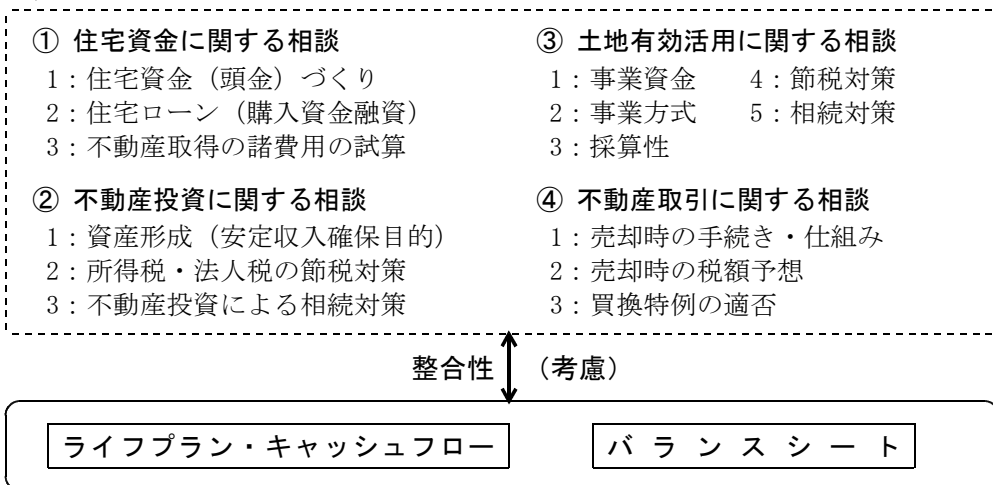 ① 住宅資金に関する相談
1：住宅資金（頭金）づくり
2：住宅ローン（購入資金融資）
3：不動産取得の諸費用の試算
② 不動産投資に関する相談
1：資産形成（安定収入確保目的）
2：所得税・法人税の節税対策
3：不動産投資による相続対策
③ 土地有効活用に関する相談
1：事業資金　4：節税対策
2：事業方式　5：相続対策
3：採算性
④ 不動産取引に関する相談
1：売却時の手続き・仕組み
2：売却時の税額予想
3：買換特例の適否
整合性　（考慮）
ライフプラン・キャッシュフロー
バランスシート